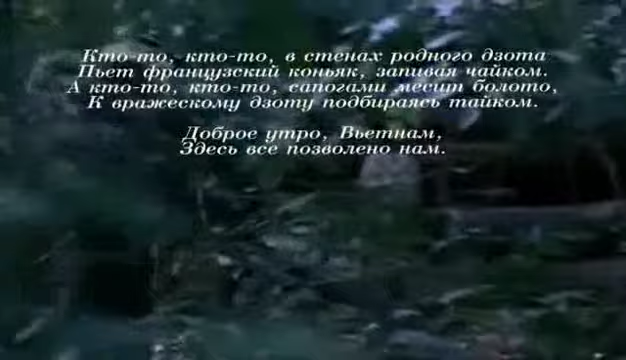 Кто-то, кто-то, в стенах родного дзота
Пьет французский коньяк, запивая чайком.
А кто-то, кто-то, сапогами месит болото,
К вражескому дзоту подбираясь тайком.
Доброе утро, Вьетнам,
Здесь все позволено нам.